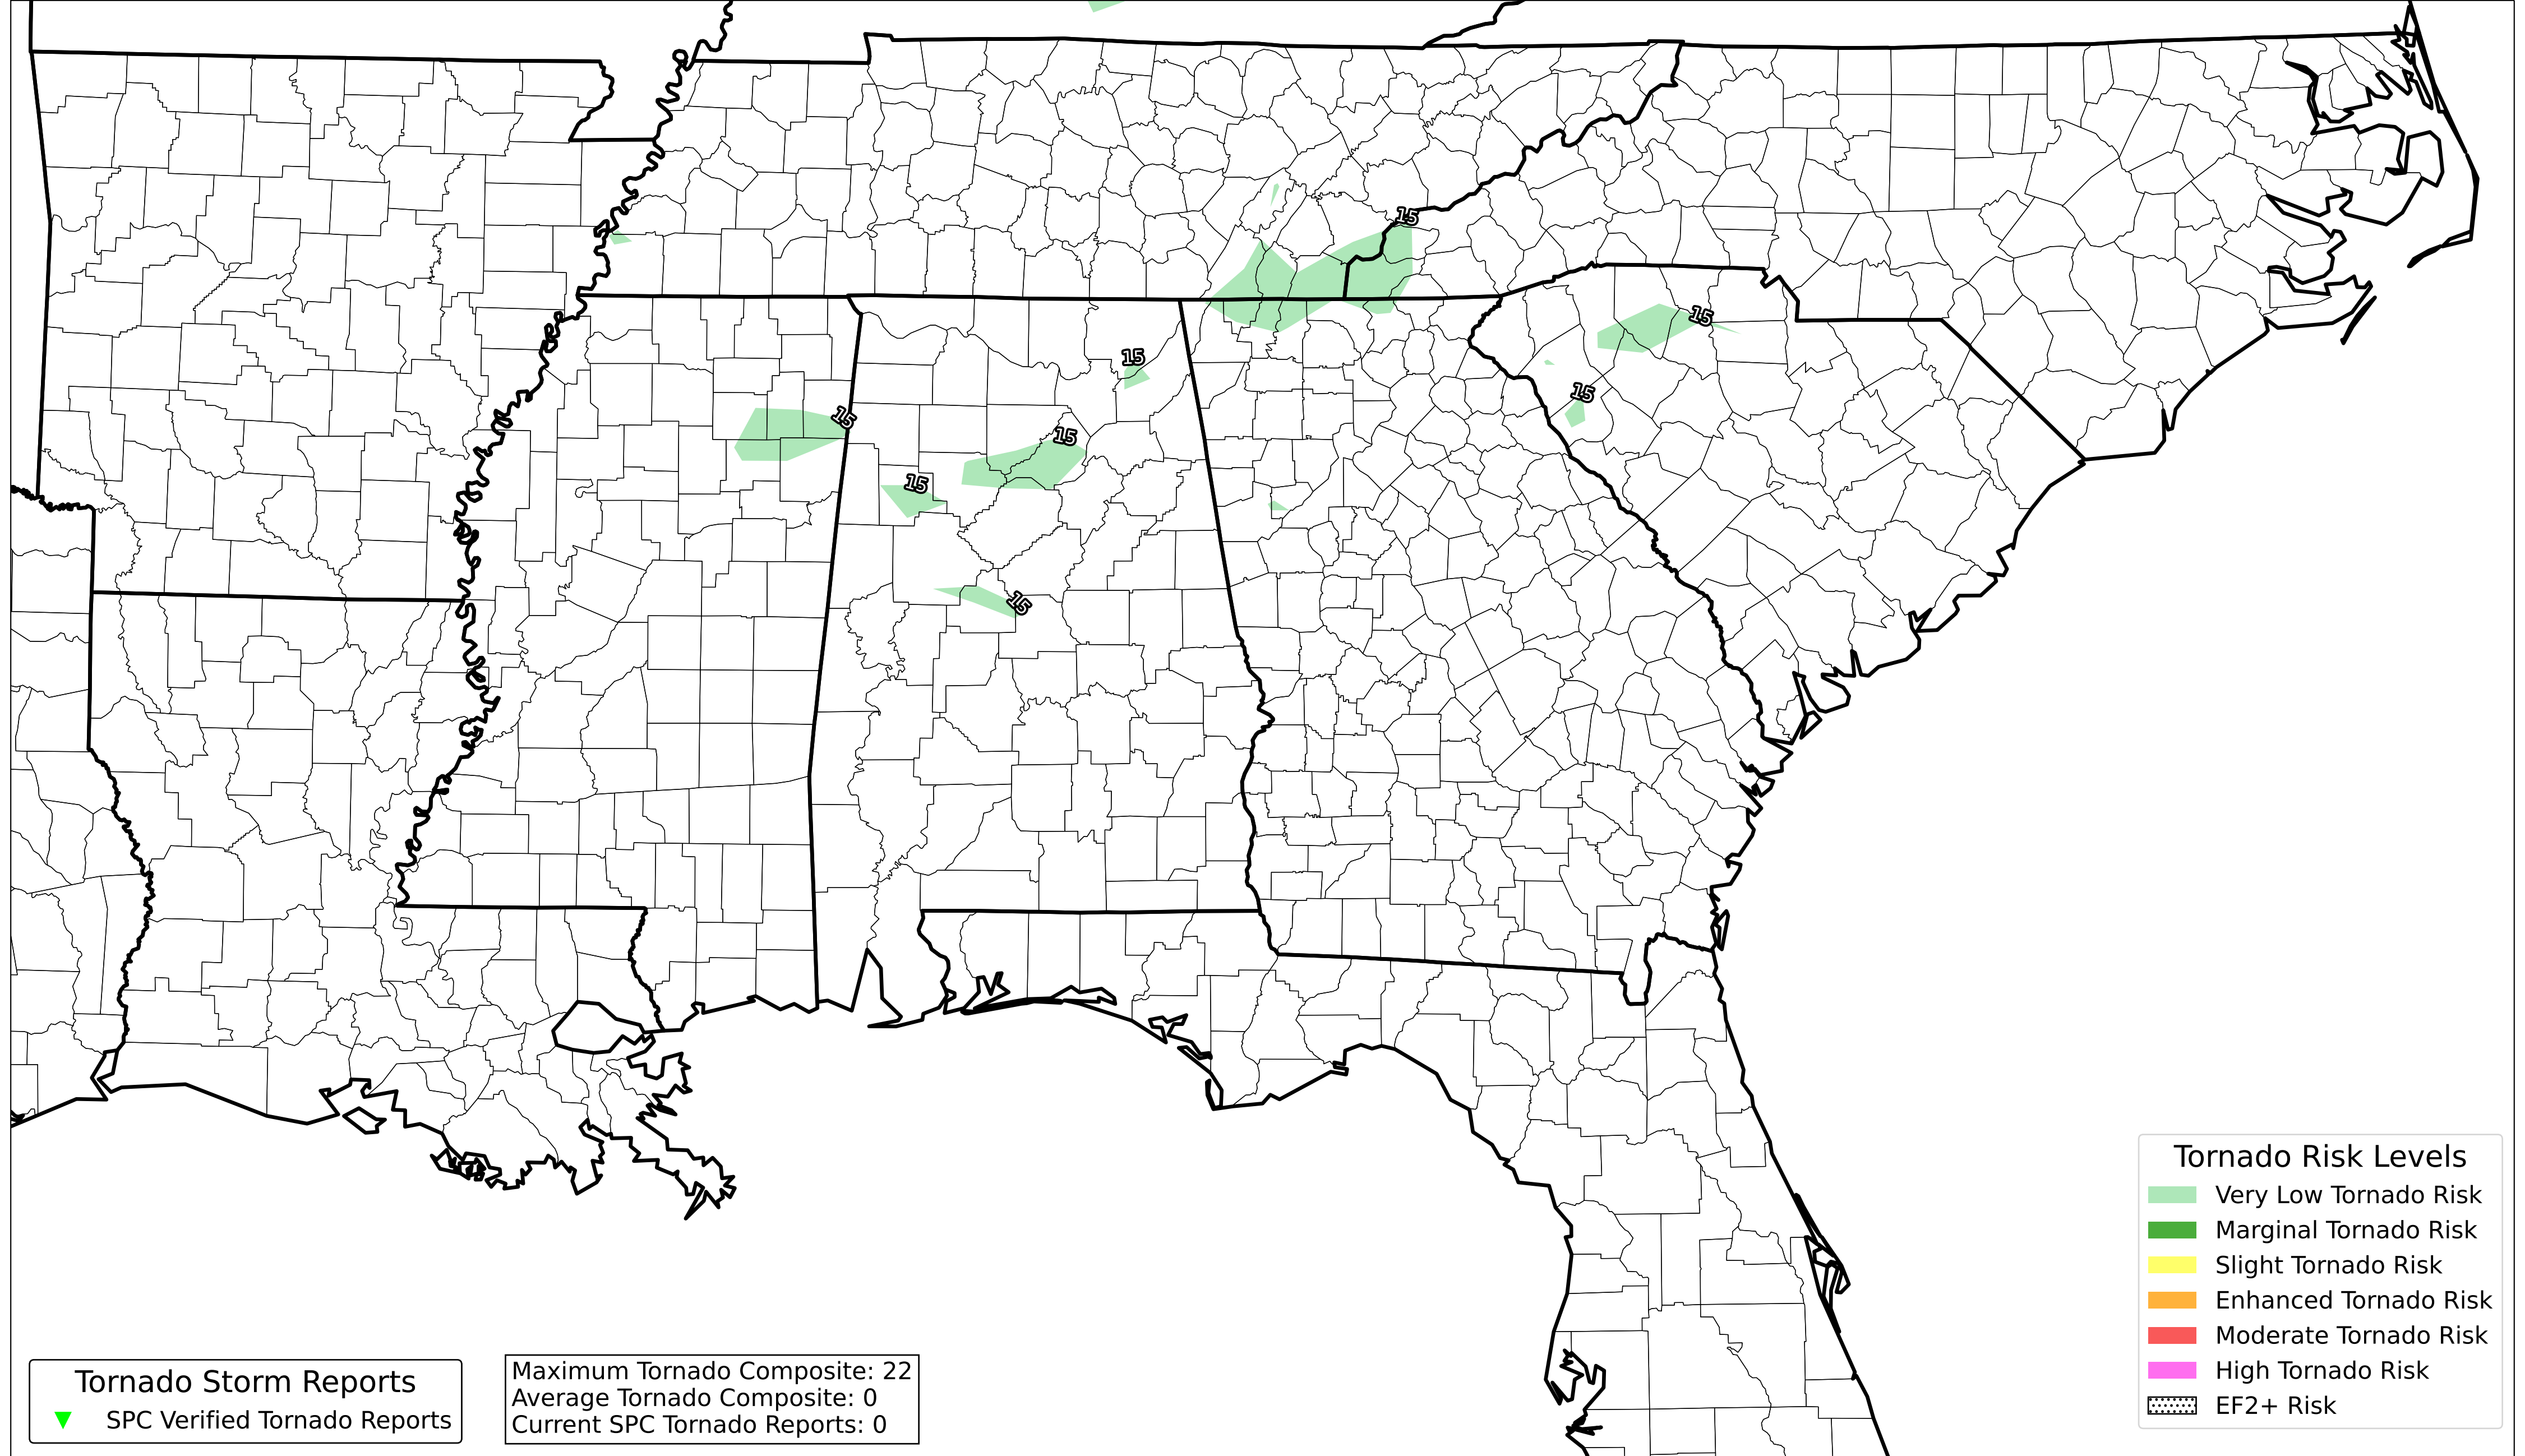 15
15
15
15
15
15
15
15
Tornado Risk Levels
Very Low Tornado Risk
Marginal Tornado Risk
Slight Tornado Risk
Enhanced Tornado Risk
Moderate Tornado Risk
High Tornado Risk
EF2+ Risk
Tornado Storm Reports
SPC Verified Tornado Reports
Maximum Tornado Composite: 22
Average Tornado Composite: 0
Current SPC Tornado Reports: 0